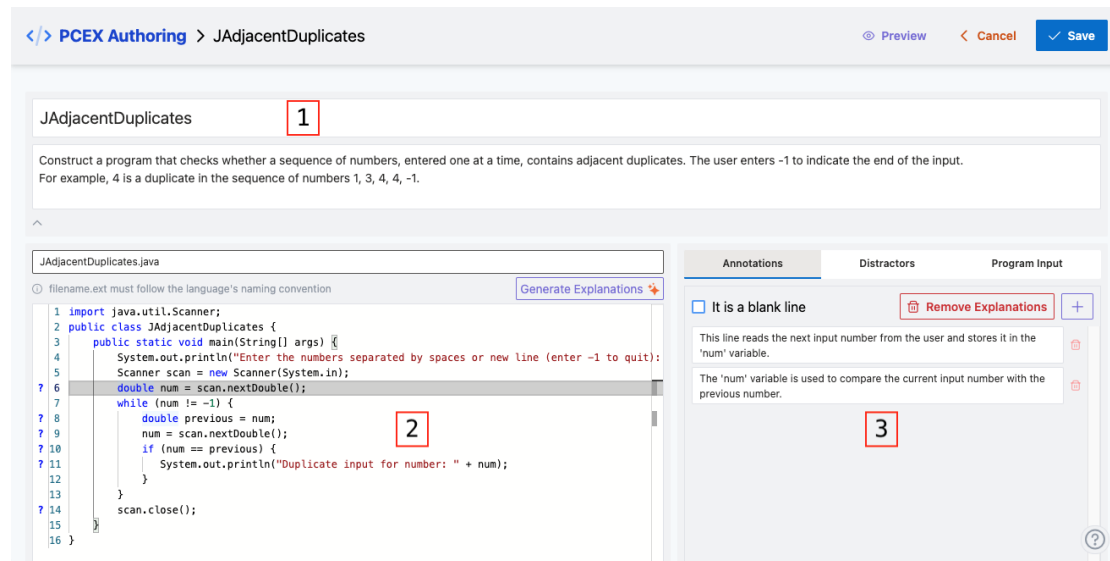 </> PCEX Authoring > JAdjacentDuplicates
Preview
Cancel
Save
JAdjacentDuplicates
1
Construct a program that checks whether a sequence of numbers, entered one at a time, contains adjacent duplicates. The user enters -1 to indicate the end of the input.
For example, 4 is a duplicate in the sequence of numbers 1, 3, 4, 4, -1.
JAdjacentDuplicates.java
filename.ext must follow the language's naming convention
Generate Explanations
1 import java.util.Scanner;
2 public class JAdjacentDuplicates {
3 public static void main(String[] args) {
4 System.out.println("Enter the numbers separated by spaces or new line (enter -1 to quit):
5 Scanner scan = new Scanner(System.in);
? 6 double num = scan.nextDouble();
7 while (num != -1) {
? 8 double previous = num;
? 9 num = scan.nextDouble();
? 10 if (num == previous) {
? 11 System.out.println("Duplicate input for number: " + num);
12 }
13 }
? 14 scan.close();
15 }
16 }
2
Annotations
Distractors
Program Input
It is a blank line
Remove Explanations
+
This line reads the next input number from the user and stores it in the
'num' variable.
The 'num' variable is used to compare the current input number with the
previous number.
3
?